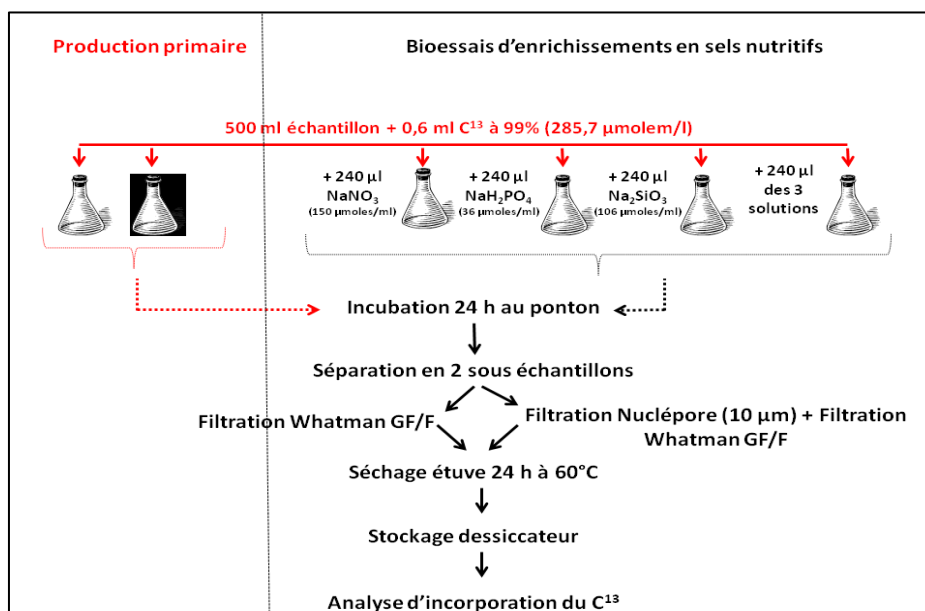 Production primaire
Bioessais d'enrichissements en sels nutritifs
500 ml échantillon + 0,6 ml C¹³ à 99% (285,7 µmolem/l)
+ 240 µl
NaNO₃
(150 µmoles/ml)
+ 240 µl
NaH₂PO₄
(36 µmoles/ml)
+ 240 µl
Na₂SiO₃
(106 µmoles/ml)
+ 240 µl
des 3
solutions
Incubation 24 h au ponton
Séparation en 2 sous échantillons
Filtration Whatman GF/F
Filtration Nuclépore (10 µm) + Filtration
Whatman GF/F
Séchage étuve 24 h à 60°C
Stockage dessiccateur
Analyse d'incorporation du C¹³